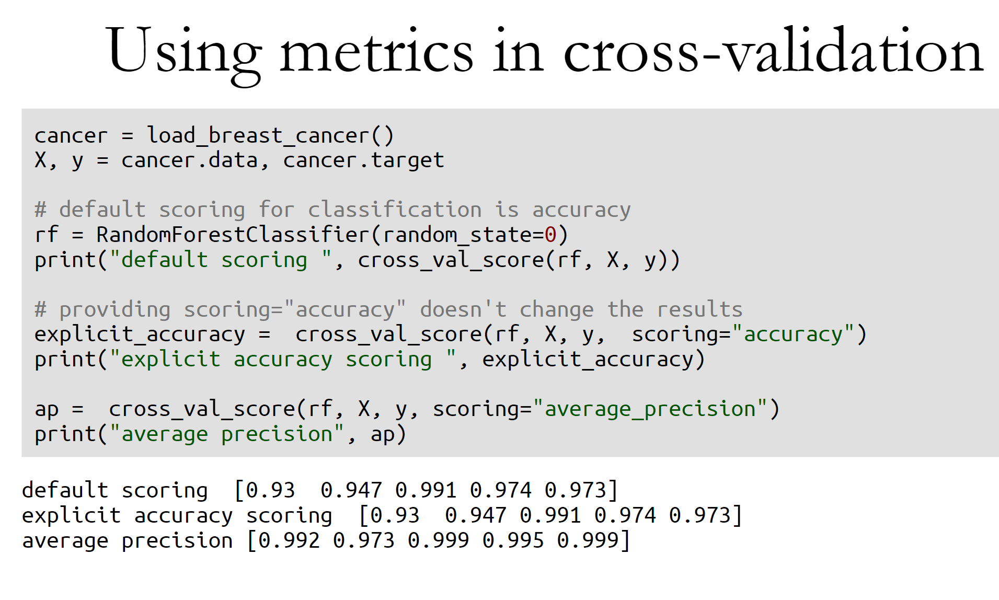 Using metrics in cross-validation
cancer = load_breast_cancer()
X, y = cancer.data, cancer.target
# default scoring for classification is accuracy
rf = RandomForestClassifier(random_state=0)
print("default scoring ", cross_val_score(rf, X, y))
# providing scoring="accuracy" doesn't change the results
explicit_accuracy =  cross_val_score(rf, X, y,  scoring="accuracy")
print("explicit accuracy scoring ", explicit_accuracy)
ap =  cross_val_score(rf, X, y, scoring="average_precision")
print("average precision", ap)
default scoring  [0.93  0.947 0.991 0.974 0.973]
explicit accuracy scoring  [0.93  0.947 0.991 0.974 0.973]
average precision [0.992 0.973 0.999 0.995 0.999]